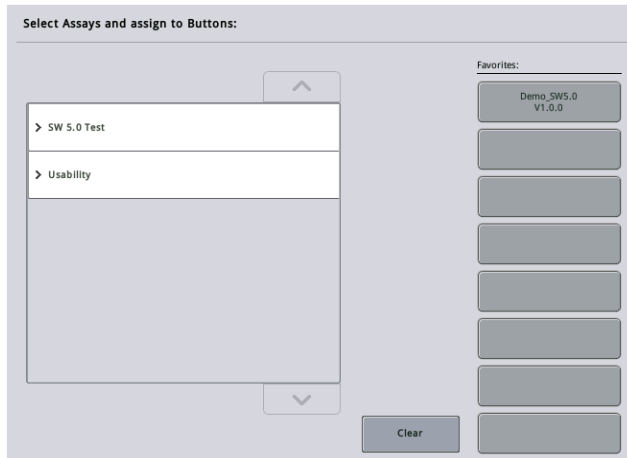 Select Assays and assign to Buttons:
Favorites:
Demo_SW5.0
V1.0.0
SW 5.0 Test
Usability
Clear